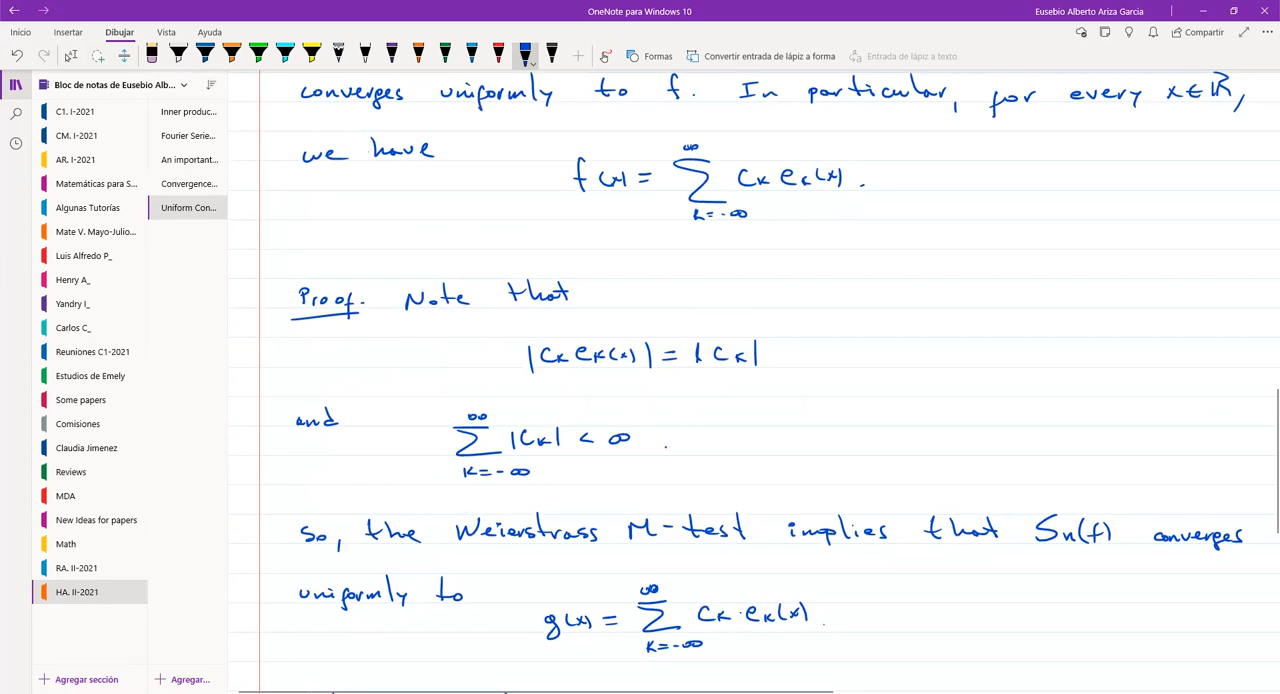 OneNote para Windows 10
Eusebio Alberto Ariza Garcia
Inicio Insertar Dibujar Vista Ayuda
Compartir
Formas
Convertir entrada de lápiz a forma
Entrada de lápiz a texto
Bloc de notas de Eusebio Alb...
C1. I-2021
CM. I-2021
AR. I-2021
Matemáticas para S...
Algunas Tutorías
Mate V. Mayo-Julio...
Luis Alfredo P_
Henry A_
Yandry I_
Carlos C_
Reuniones C1-2021
Estudios de Emely
Some papers
Comisiones
Claudia Jimenez
Reviews
MDA
New Ideas for papers
Math
RA. II-2021
HA. II-2021
Agregar sección
Inner produc...
Fourier Serie...
An important...
Convergence...
Uniform Con...
Agregar...
converges uniformly to f. In particular, for every x∈ℝ,
we have
f(x) = ∑_{k=-∞}^{∞} c_k e_k(x).
Proof. Note that
|c_k e_k(x)| = |c_k|
and
∑_{k=-∞}^{∞} |c_k| < ∞ .
So, the Weierstrass M-test implies that S_n(f) converges
uniformly to
g(x) = ∑_{k=-∞}^{∞} c_k · e_k(x).